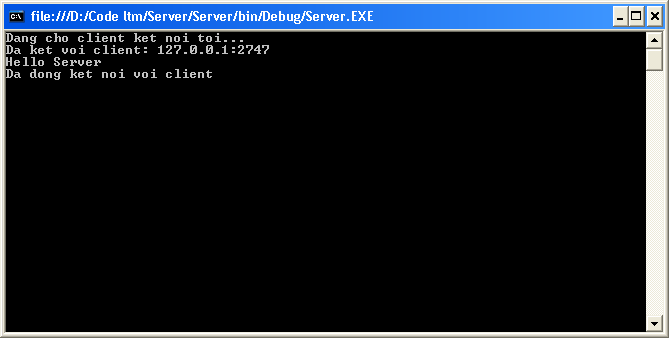 file:///D:/Code ltm/Server/Server/bin/Debug/Server.EXE
Dang cho client ket noi toi...
Da ket voi client: 127.0.0.1:2747
Hello Server
Da dong ket noi voi client